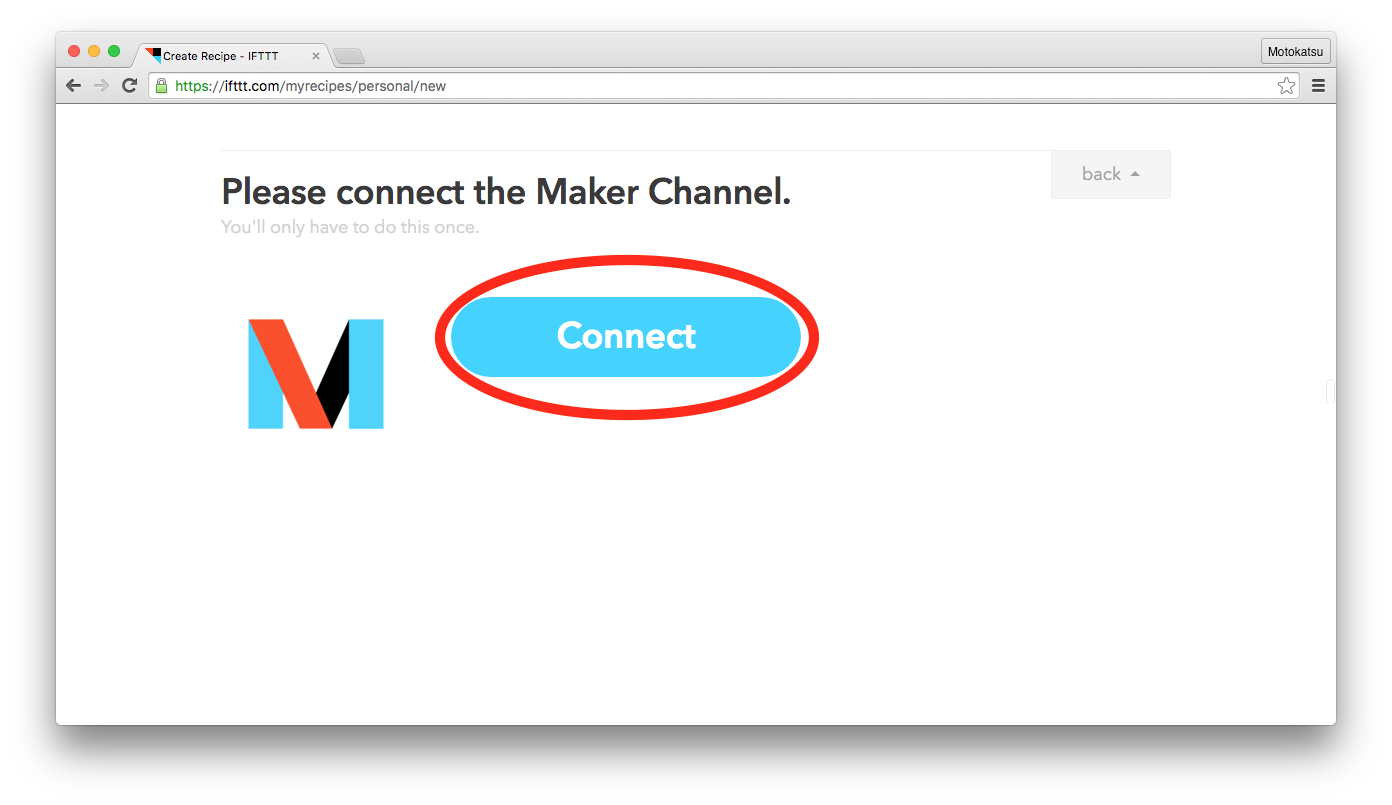 Create Recipe - IFTTT
Motokatsu
https://ifttt.com/myrecipes/personal/new
back
Please connect the Maker Channel.
You'll only have to do this once.
Connect